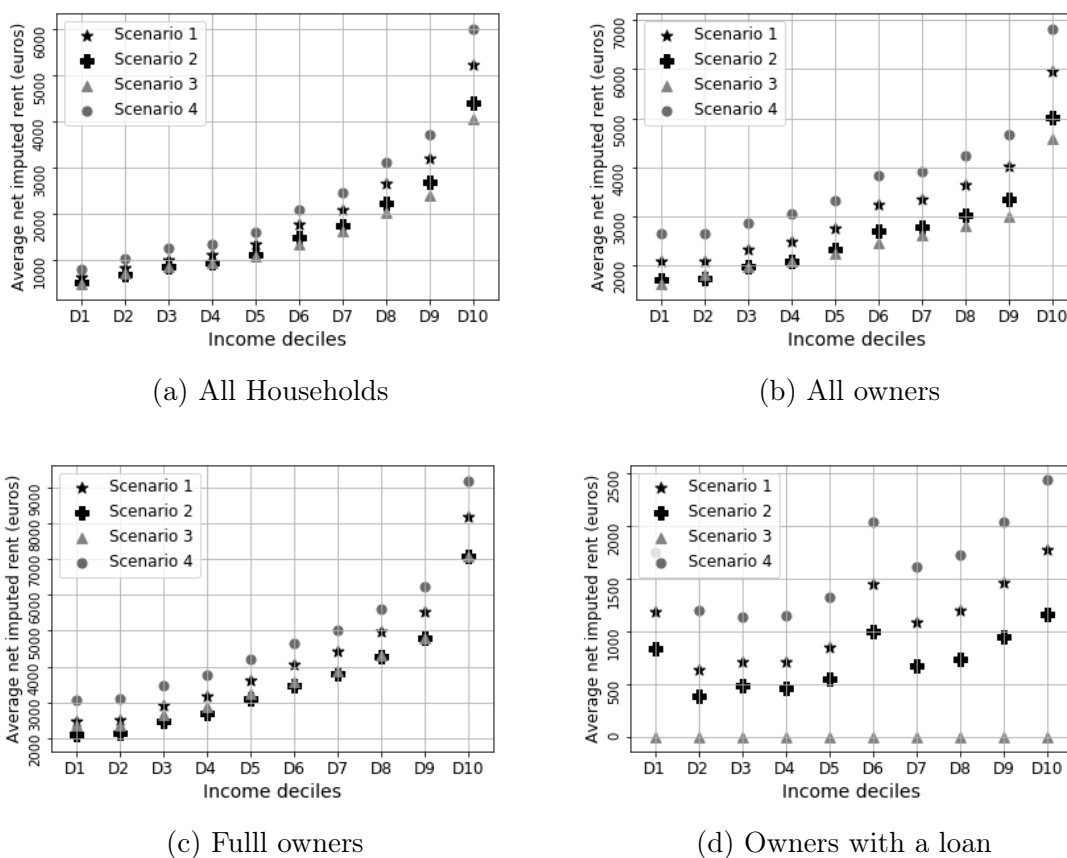 Average net imputed rent (euros)
6000
5000
4000
3000
2000
1000
Scenario 1
Scenario 2
Scenario 3
Scenario 4
D1 D2 D3 D4 D5 D6 D7 D8 D9 D10
Income deciles
(a) All Households
Average net imputed rent (euros)
7000
6000
5000
4000
3000
2000
Scenario 1
Scenario 2
Scenario 3
Scenario 4
D1 D2 D3 D4 D5 D6 D7 D8 D9 D10
Income deciles
(b) All owners
Average net imputed rent (euros)
9000
8000
7000
6000
5000
4000
3000
2000
Scenario 1
Scenario 2
Scenario 3
Scenario 4
D1 D2 D3 D4 D5 D6 D7 D8 D9 D10
Income deciles
(c) Fulll owners
Average net imputed rent (euros)
2500
2000
1500
1000
500
0
Scenario 1
Scenario 2
Scenario 3
Scenario 4
D1 D2 D3 D4 D5 D6 D7 D8 D9 D10
Income deciles
(d) Owners with a loan